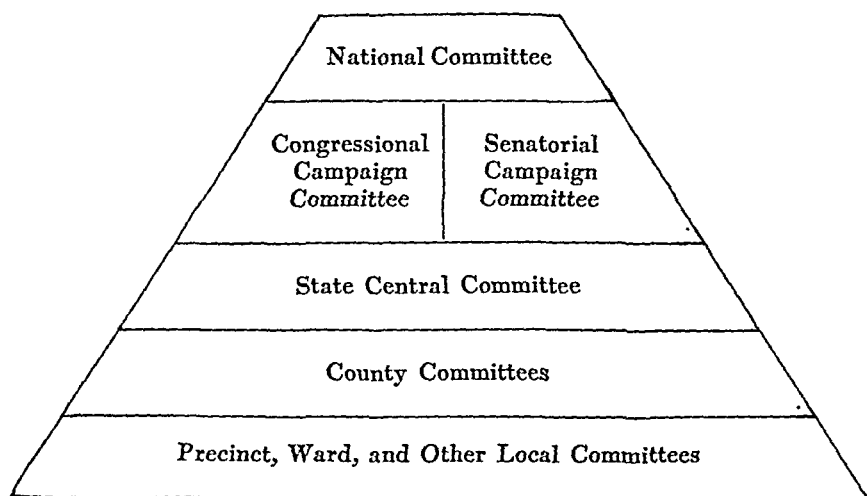 National Committee
Congressional
Campaign
Committee
Senatorial
Campaign
Committee
State Central Committee
County Committees
Precinct, Ward, and Other Local Committees